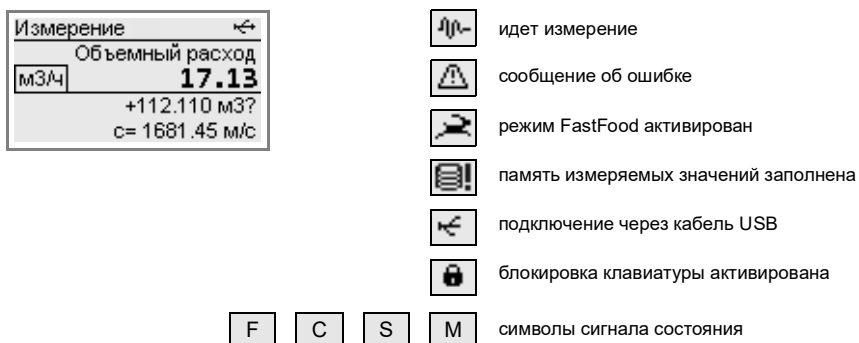 Измерение
Объемный расход
м3/ч 17.13
+112.110 м3?
c= 1681.45 м/с
идет измерение
сообщение об ошибке
режим FastFood активирован
память измеряемых значений заполнена
подключение через кабель USB
блокировка клавиатуры активирована
F C S M символы сигнала состояния